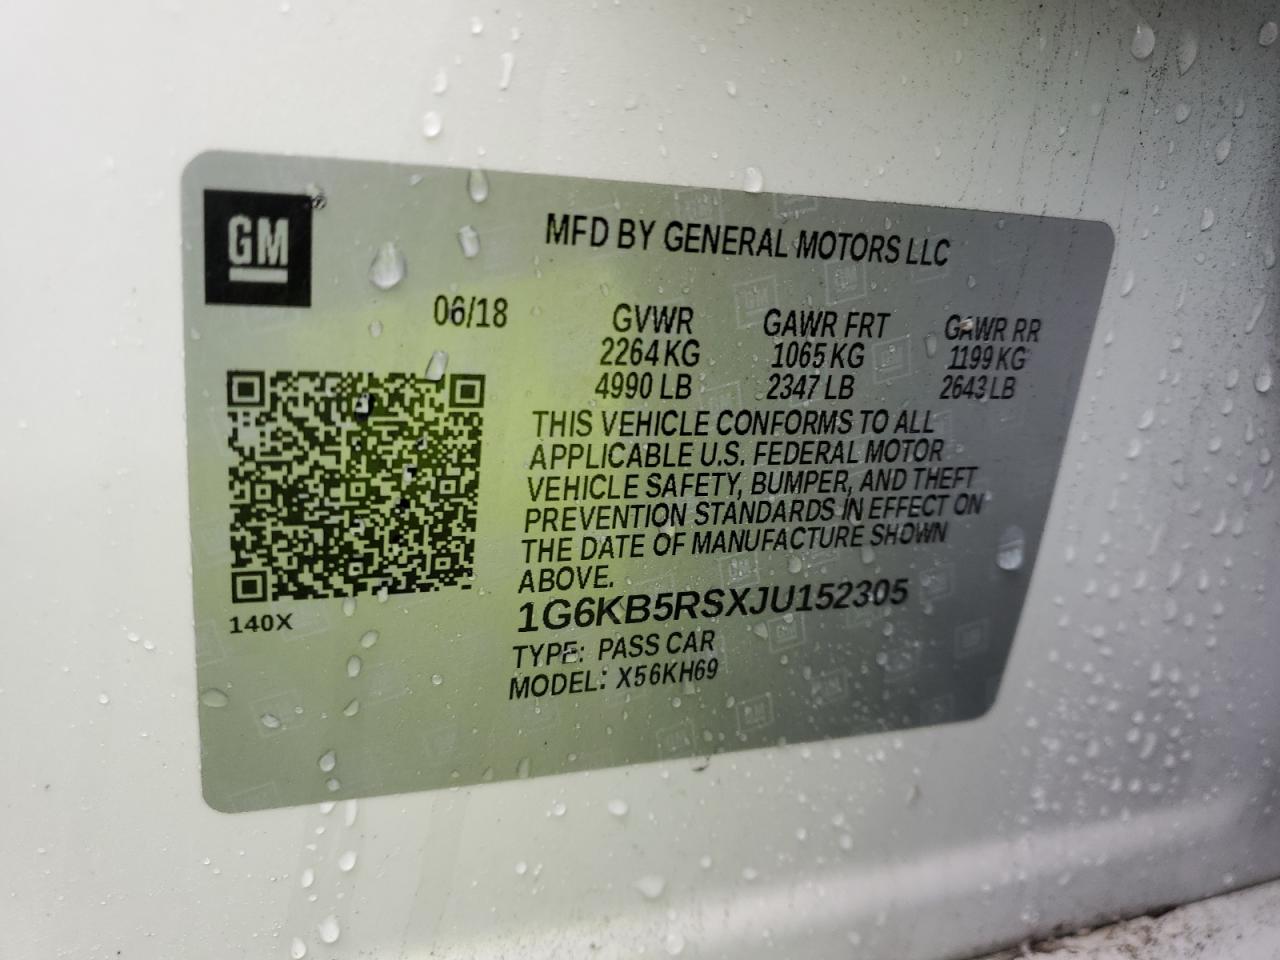 GM
MFD BY GENERAL MOTORS LLC
06/18
GVWR GAWR FRT GAWR RR
2264 KG 1065 KG 1199 KG
4990 LB 2347 LB 2643 LB
THIS VEHICLE CONFORMS TO ALL
APPLICABLE U.S. FEDERAL MOTOR
VEHICLE SAFETY, BUMPER, AND THEFT
PREVENTION STANDARDS IN EFFECT ON
THE DATE OF MANUFACTURE SHOWN
ABOVE.
1G6KB5RSXJU152305
140X
TYPE: PASS CAR
MODEL: X56KH69